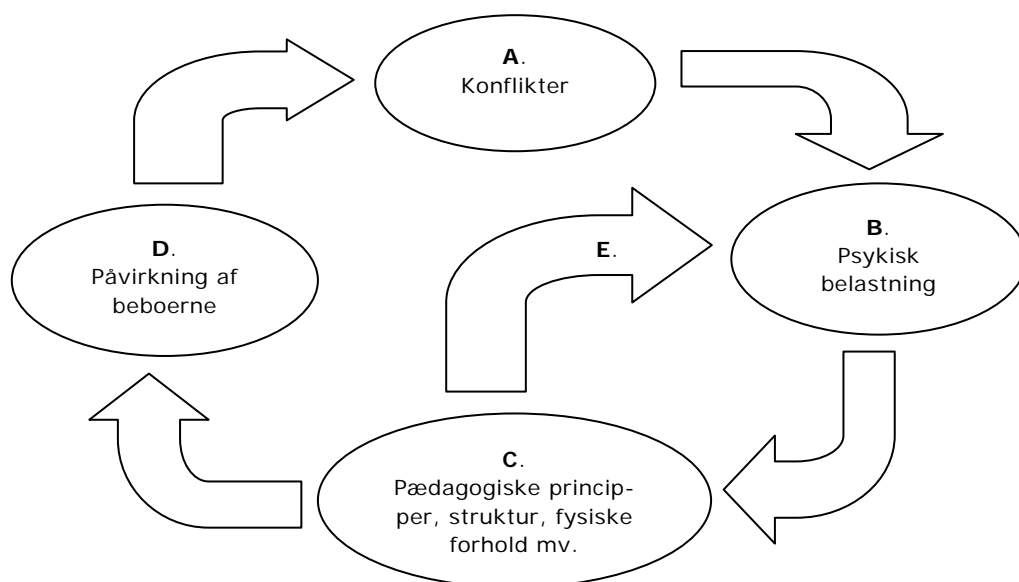 A.
Konflikter
B.
Psykisk
belastning
E.
D.
Påvirkning af
beboerne
C.
Pædagogiske princip-
per, struktur, fysiske
forhold mv.